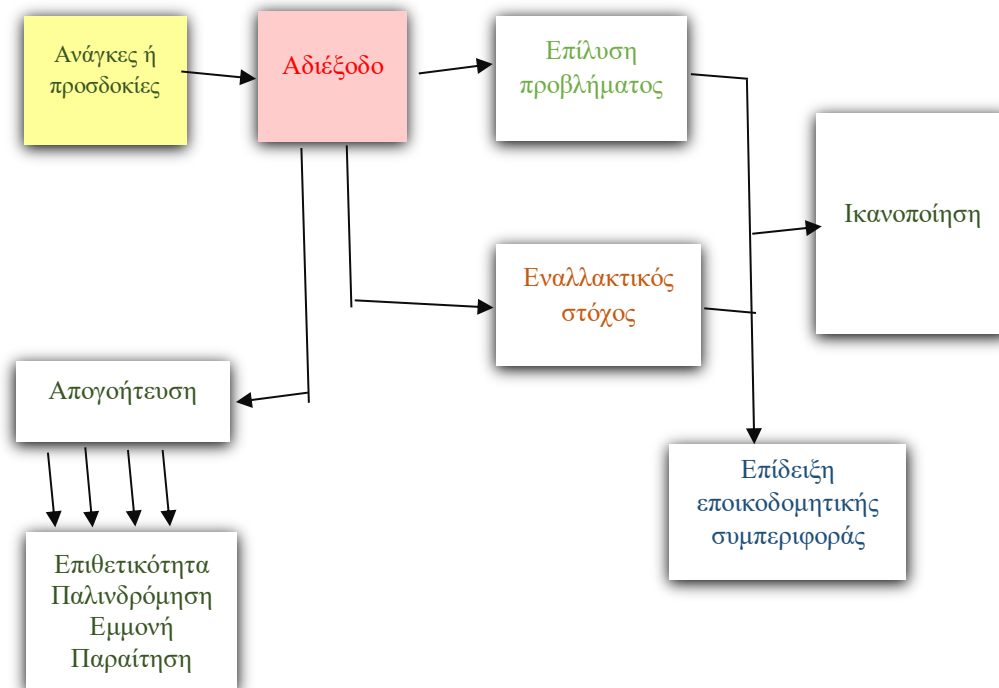 Ανάγκες ή
προσδοκίες
Αδιέξοδο
Επίλυση
προβλήματος
Ικανοποίηση
Εναλλακτικός
στόχος
Απογοήτευση
Επίδειξη
εποικοδομητικής
συμπεριφοράς
Επιθετικότητα
Παλινδρόμηση
Εμμονή
Παραίτηση